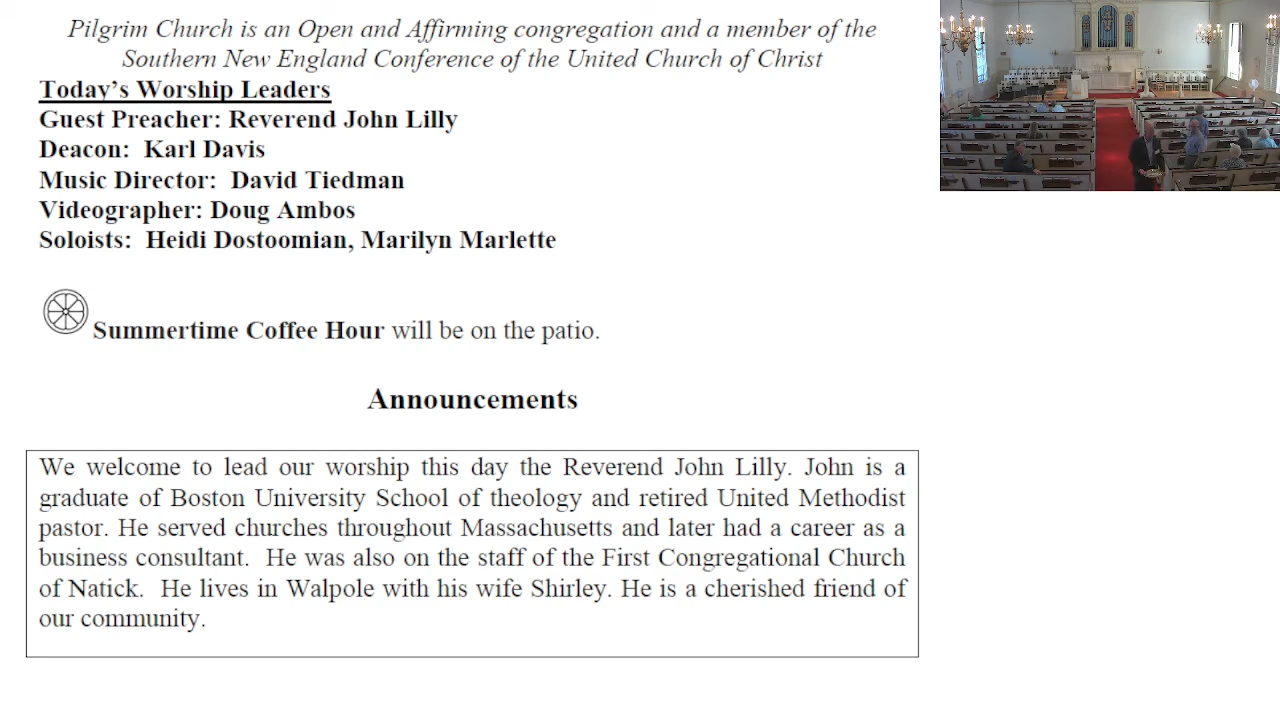 Pilgrim Church is an Open and Affirming congregation and a member of the
Southern New England Conference of the United Church of Christ
Today’s Worship Leaders
Guest Preacher: Reverend John Lilly
Deacon:  Karl Davis
Music Director:  David Tiedman
Videographer: Doug Ambos
Soloists:  Heidi Dostoomian, Marilyn Marlette
Summertime Coffee Hour will be on the patio.
Announcements
We welcome to lead our worship this day the Reverend John Lilly. John is a
graduate of Boston University School of theology and retired United Methodist
pastor. He served churches throughout Massachusetts and later had a career as a
business consultant.  He was also on the staff of the First Congregational Church
of Natick.  He lives in Walpole with his wife Shirley. He is a cherished friend of
our community.